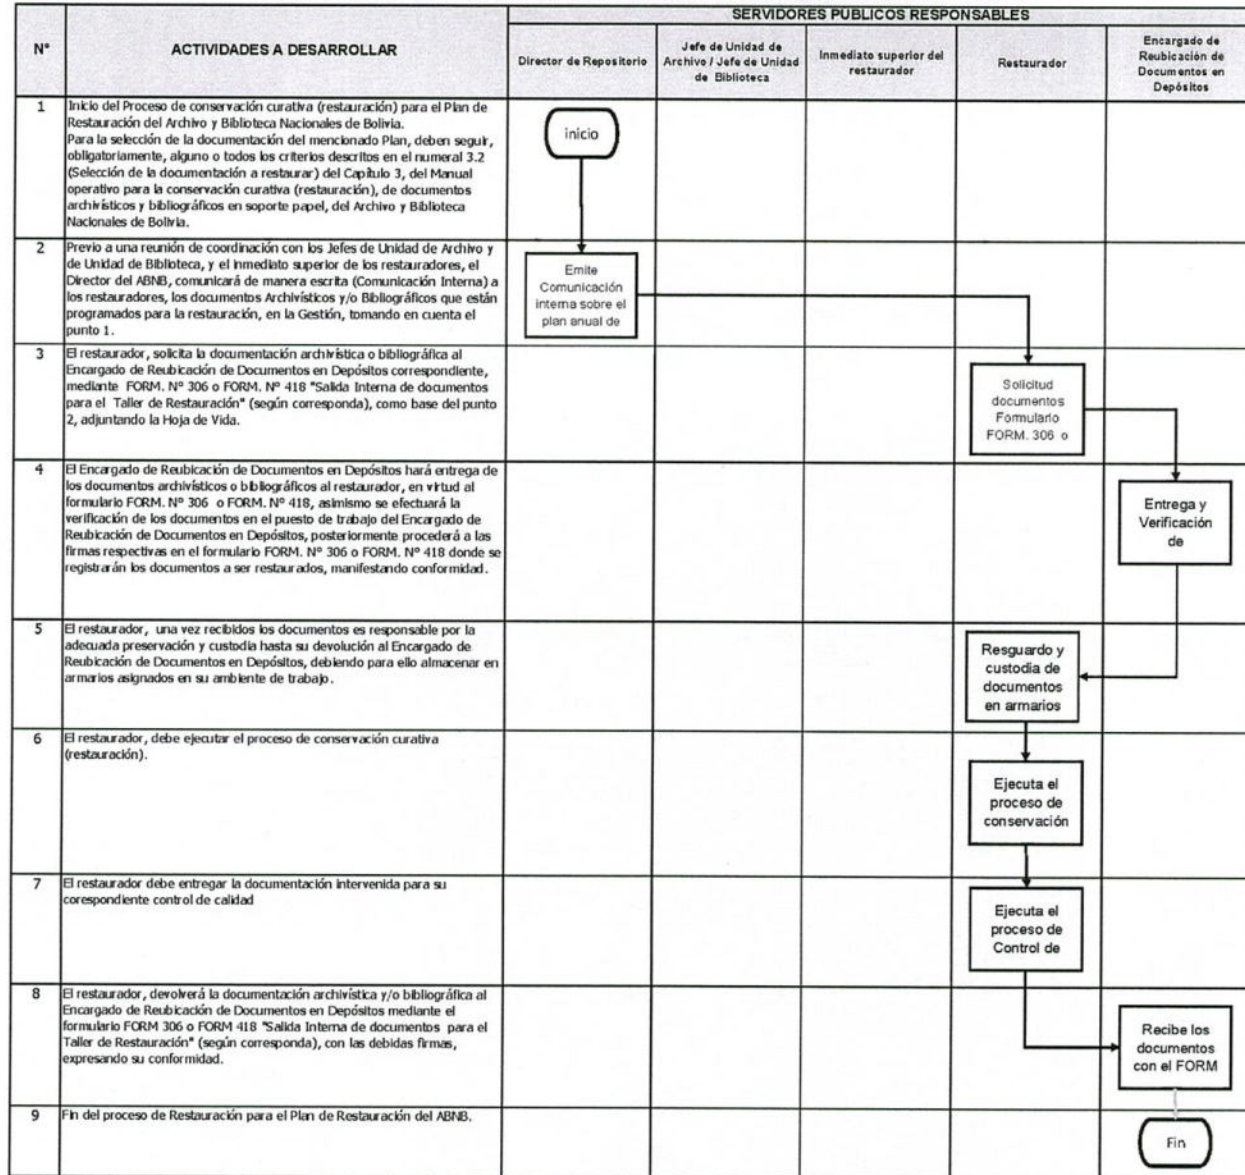 SERVIDORES PUBLICOS RESPONSABLES
N°
ACTIVIDADES A DESARROLLAR
Director de Repositorio
Jefe de Unidad de
Archivo / Jefe de Unidad
de Biblioteca
Inmediato superior del
restaurador
Restaurador
Encargado de
Reubicación de
Documentos en
Depósitos
1
Inicio del Proceso de conservación curativa (restauración) para el Plan de
Restauración del Archivo y Biblioteca Nacionales de Bolivia.
Para la selección de la documentación del mencionado Plan, deben seguir,
obligatoriamente, alguno o todos los criterios descritos en el numeral 3.2
(Selección de la documentación a restaurar) del Capítulo 3, del Manual
operativo para la conservación curativa (restauración), de documentos
archivísticos y bibliográficos en soporte papel, del Archivo y Biblioteca
Nacionales de Bolivia.
inicio
2
Previo a una reunión de coordinación con los Jefes de Unidad de Archivo y
de Unidad de Biblioteca, y el inmediato superior de los restauradores, el
Director del ABNB, comunicará de manera escrita (Comunicación Interna) a
los restauradores, los documentos Archivísticos y/o Bibliográficos que están
programados para la restauración, en la Gestión, tomando en cuenta el
punto 1.
Emite
Comunicación
interna sobre el
plan anual de
3
El restaurador, solicita la documentación archivística o bibliográfica al
Encargado de Reubicación de Documentos en Depósitos correspondiente,
mediante FORM. Nº 306 o FORM. Nº 418 "Salida Interna de documentos
para el Taller de Restauración" (según corresponda), como base del punto
2, adjuntando la Hoja de Vida.
Solicitud
documentos
Formulario
FORM. 306 o
4
El Encargado de Reubicación de Documentos en Depósitos hará entrega de
los documentos archivísticos o bibliográficos al restaurador, en virtud al
formulario FORM. Nº 306 o FORM. Nº 418, asimismo se efectuará la
verificación de los documentos en el puesto de trabajo del Encargado de
Reubicación de Documentos en Depósitos, posteriormente procederá a las
firmas respectivas en el formulario FORM. Nº 306 o FORM. Nº 418 donde se
registrarán los documentos a ser restaurados, manifestando conformidad.
Entrega y
Verificación
de
5
El restaurador, una vez recibidos los documentos es responsable por la
adecuada preservación y custodia hasta su devolución al Encargado de
Reubicación de Documentos en Depósitos, debiendo para ello almacenar en
armarios asignados en su ambiente de trabajo.
Resguardo y
custodia de
documentos
en armarios
6
El restaurador, debe ejecutar el proceso de conservación curativa
(restauración).
Ejecuta el
proceso de
conservación
7
El restaurador debe entregar la documentación intervenida para su
corespondiente control de calidad
Ejecuta el
proceso de
Control de
8
El restaurador, devolverá la documentación archivística y/o bibliográfica al
Encargado de Reubicación de Documentos en Depósitos mediante el
formulario FORM 306 o FORM 418 "Salida Interna de documentos para el
Taller de Restauración" (según corresponda), con las debidas firmas,
expresando su conformidad.
Recibe los
documentos
con el FORM
9
Fin del proceso de Restauración para el Plan de Restauración del ABNB.
Fin